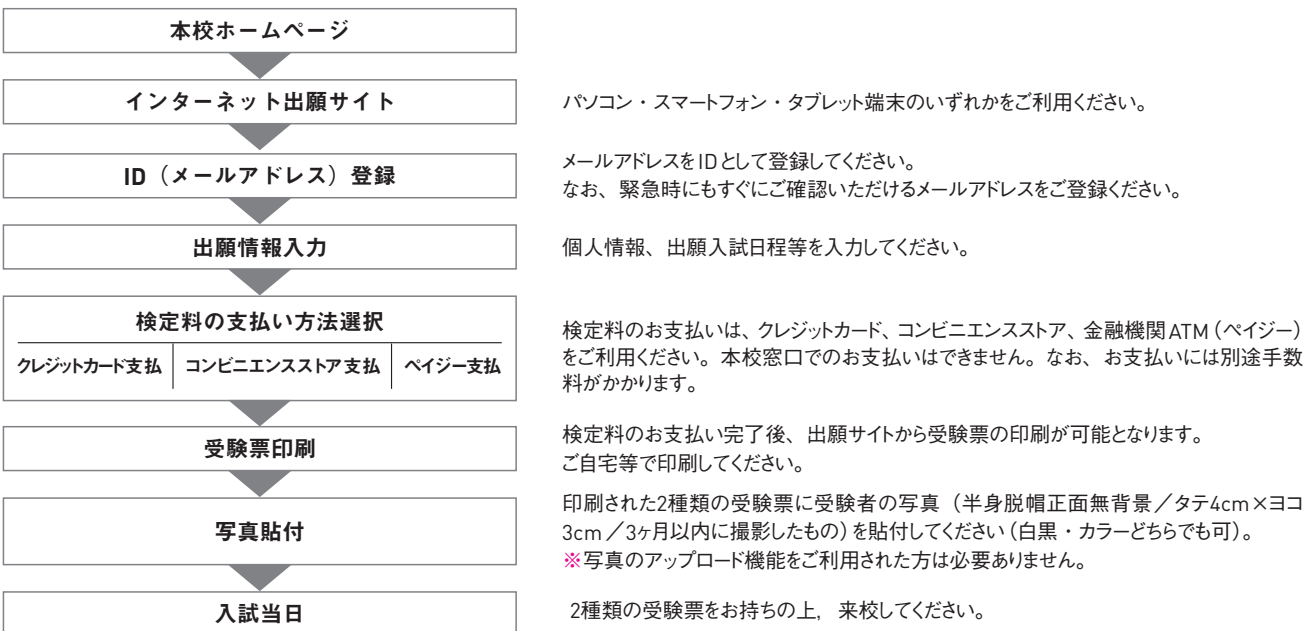 本校ホームページ
インターネット出願サイト
パソコン・スマートフォン・タブレット端末のいずれかをご利用ください。
ID（メールアドレス）登録
メールアドレスをIDとして登録してください。
なお、緊急時にもすぐにご確認いただけるメールアドレスをご登録ください。
出願情報入力
個人情報、出願入試日程等を入力してください。
検定料の支払い方法選択
クレジットカード支払 コンビニエンスストア支払 ペイジー支払
検定料のお支払いは、クレジットカード、コンビニエンスストア、金融機関ATM（ペイジー）
をご利用ください。本校窓口でのお支払いはできません。なお、お支払いには別途手数
料がかかります。
受験票印刷
検定料のお支払い完了後、出願サイトから受験票の印刷が可能となります。
ご自宅等で印刷してください。
写真貼付
印刷された2種類の受験票に受験者の写真（半身脱帽正面無背景／タテ4cm×ヨコ
3cm／3ヶ月以内に撮影したもの）を貼付してください（白黒・カラーどちらでも可）。
※写真のアップロード機能をご利用された方は必要ありません。
入試当日
2種類の受験票をお持ちの上，来校してください。